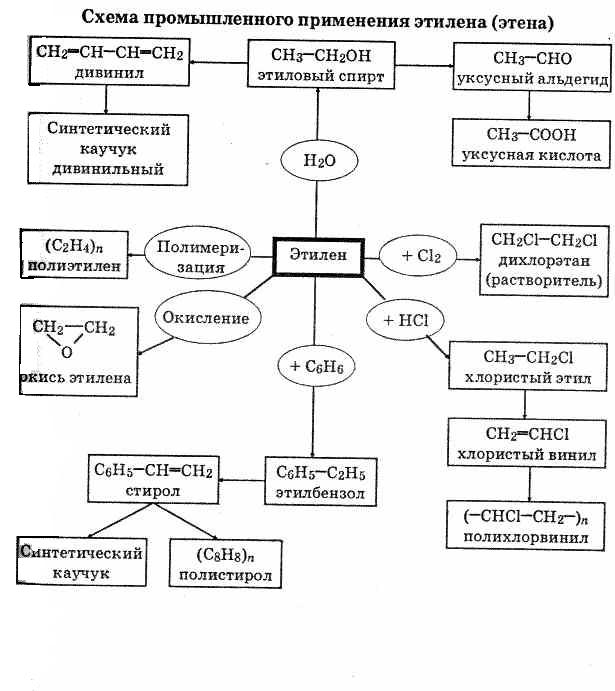 Схема промышленного применения этилена (этена)
CH2=CH–CH=CH2
дивинил
CH3–CH2OH
этиловый спирт
CH3–CHO
уксусный альдегид
Синтетический
каучук
дивинильный
H2O
CH3–COOH
уксусная кислота
(C2H4)n
полиэтилен
Полимери-
зация
Этилен
+ Cl2
CH2Cl–CH2Cl
дихлорэтан
(растворитель)
CH2–CH2
O
окись этилена
Окисление
+ HCl
+ C6H6
CH3–CH2Cl
хлористый этил
CH2=CHCl
хлористый винил
C6H5–CH=CH2
стирол
C6H5–C2H5
этилбензол
(–CHCl–CH2–)n
полихлорвинил
Синтетический
каучук
(C8H8)n
полистирол